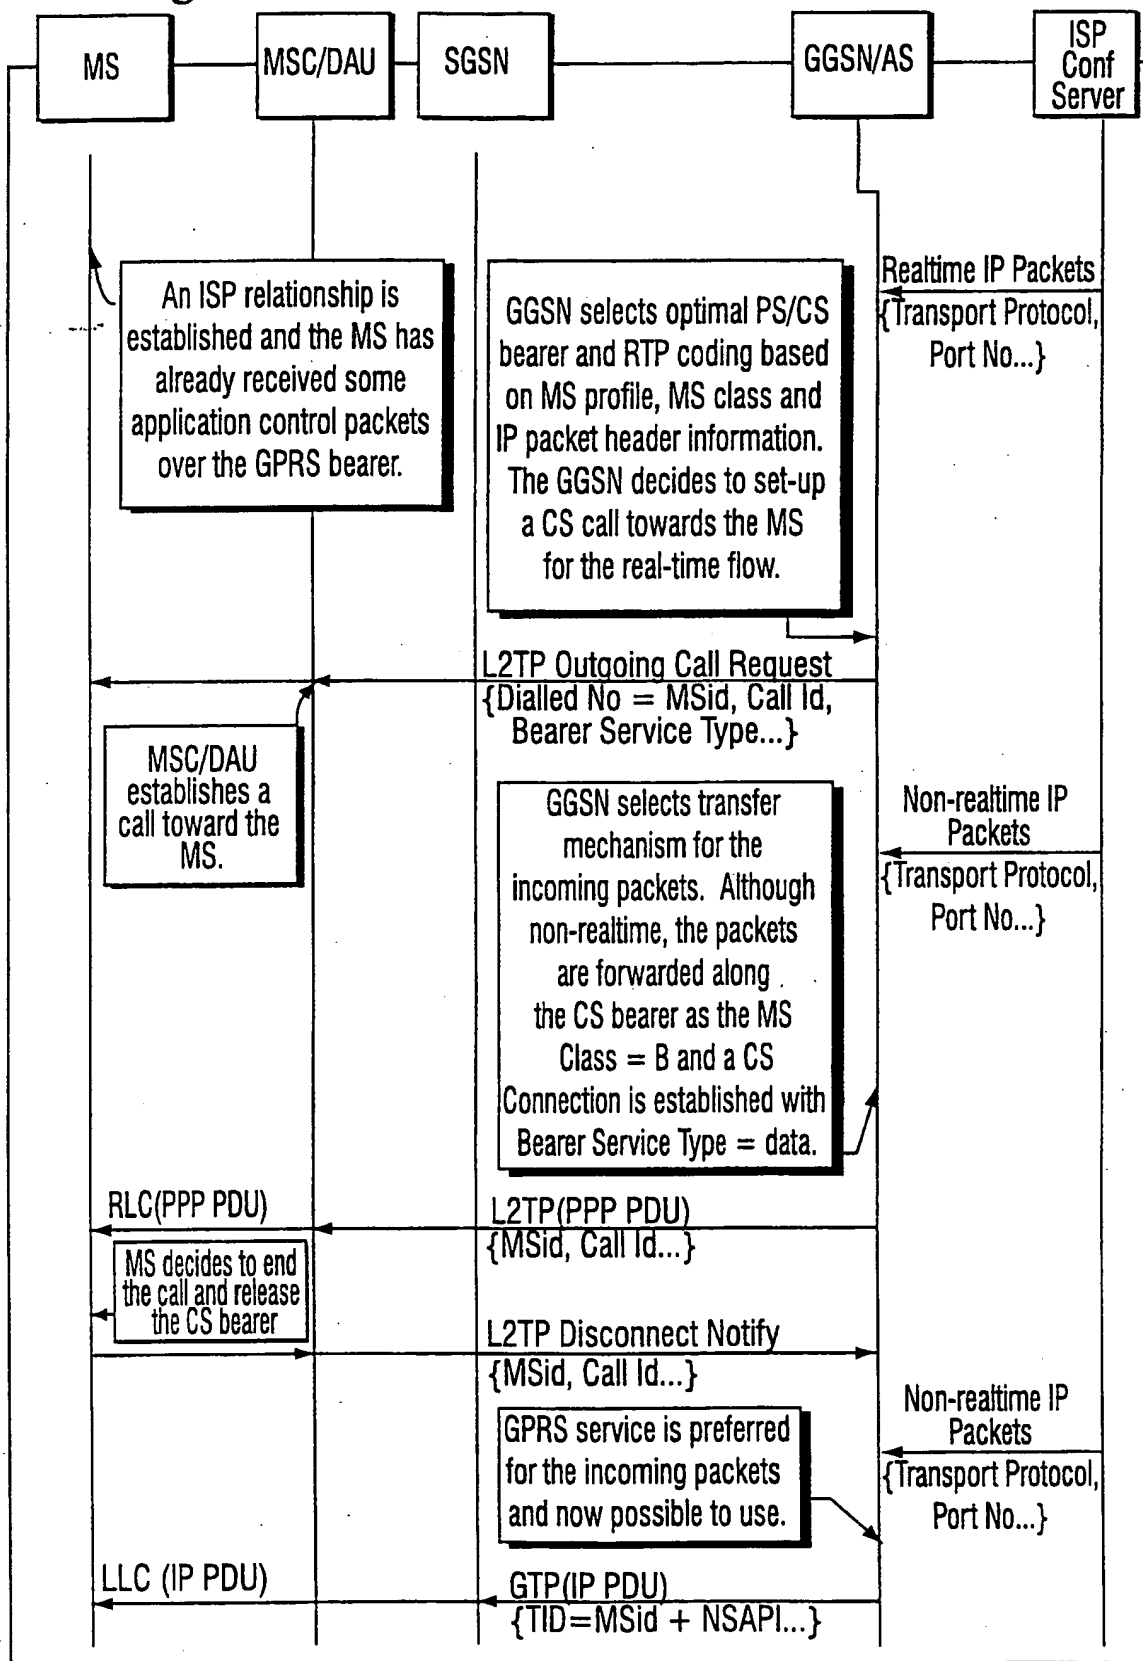 MS
MSC/DAU
SGSN
GGSN/AS
ISP
Conf
Server
An ISP relationship is
established and the MS has
already received some
application control packets
over the GPRS bearer.
GGSN selects optimal PS/CS
bearer and RTP coding based
on MS profile, MS class and
IP packet header information.
The GGSN decides to set-up
a CS call towards the MS
for the real-time flow.
Realtime IP Packets
{Transport Protocol,
Port No...}
L2TP Outgoing Call Request
{Dialled No = MSid, Call Id,
Bearer Service Type...}
MSC/DAU
establishes a
call toward the
MS.
GGSN selects transfer
mechanism for the
incoming packets. Although
non-realtime, the packets
are forwarded along
the CS bearer as the MS
Class = B and a CS
Connection is established with
Bearer Service Type = data.
Non-realtime IP
Packets
{Transport Protocol,
Port No...}
RLC(PPP PDU)
L2TP(PPP PDU)
{MSid, Call Id...}
MS decides to end
the call and release
the CS bearer
L2TP Disconnect Notify
{MSid, Call Id...}
GPRS service is preferred
for the incoming packets
and now possible to use.
Non-realtime IP
Packets
{Transport Protocol,
Port No...}
LLC (IP PDU)
GTP(IP PDU)
{TID=MSid + NSAPI...}